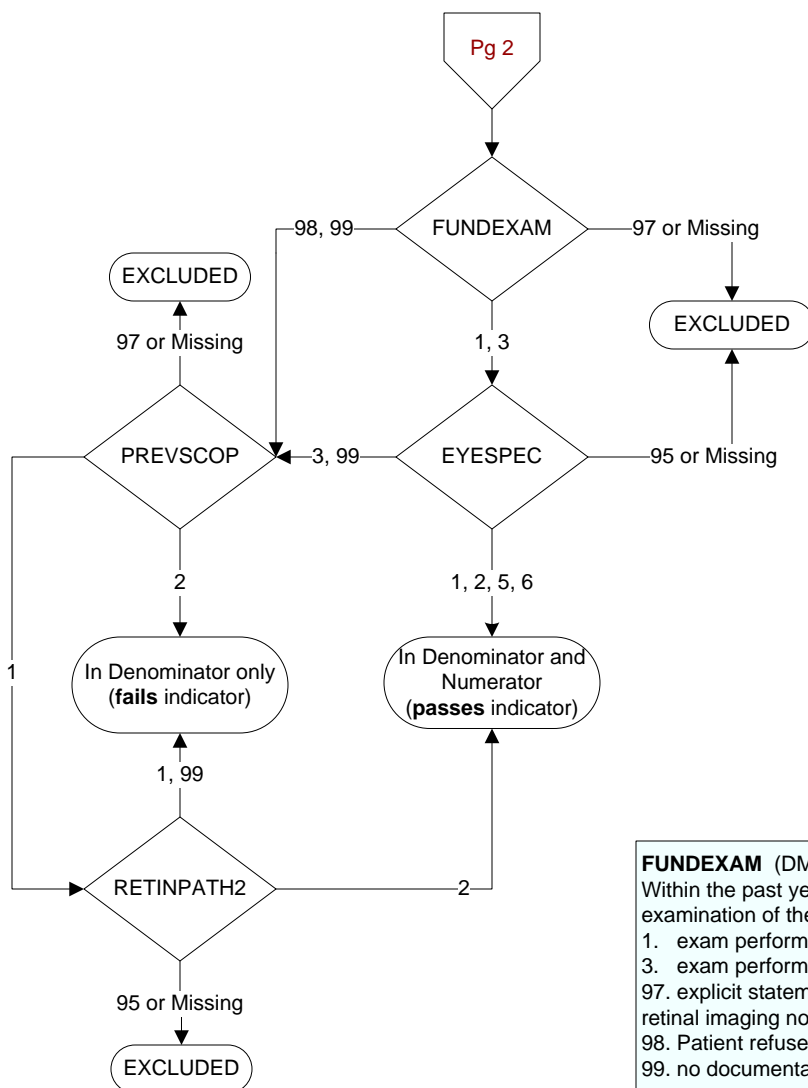 Pg 2
FUNDEXAM
98, 99
97 or Missing
EXCLUDED
97 or Missing
1, 3
EXCLUDED
PREVSCOP
3, 99
EYESPEC
95 or Missing
2
1, 2, 5, 6
1
In Denominator only
(fails indicator)
In Denominator and
Numerator
(passes indicator)
1, 99
RETINPATH2
2
95 or Missing
EXCLUDED
FUNDEXAM (DM
Within the past ye
examination of the
1. exam perform
3. exam perform
97. explicit statem
retinal imaging no
98. Patient refuse
99. no documenta